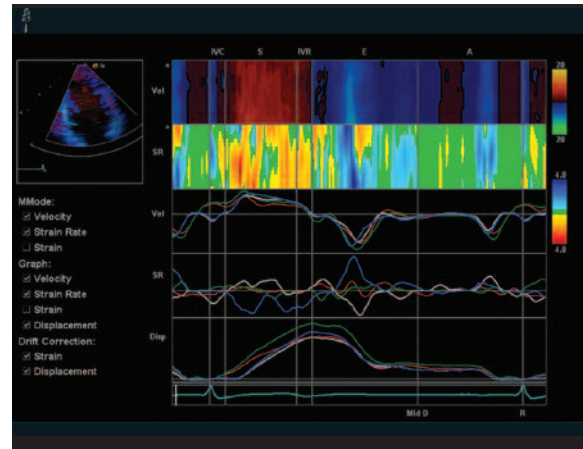 IVC S IVR E A
Vel
20
20
SR
4.0
4.0
MMode:
Velocity
Strain Rate
Strain
Graph:
Velocity
Strain Rate
Strain
Displacement
Drift Correction:
Strain
Displacement
Vel
SR
Disp
Mid D R